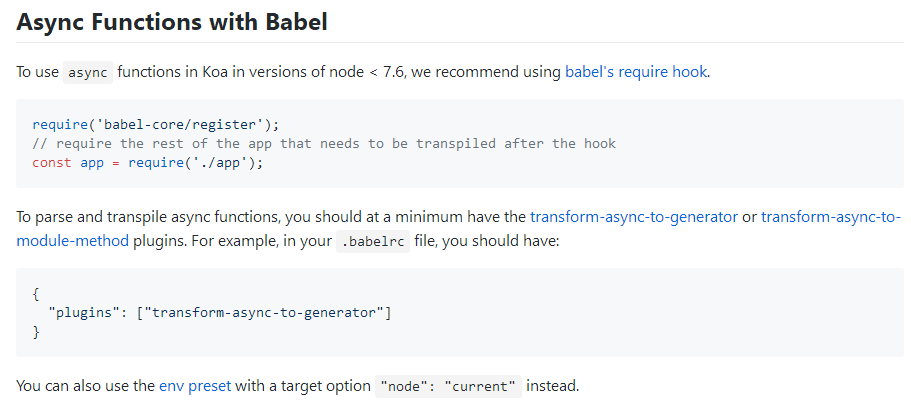 Async Functions with Babel
To use async functions in Koa in versions of node < 7.6, we recommend using babel's require hook.
require('babel-core/register');
// require the rest of the app that needs to be transpiled after the hook
const app = require('./app');
To parse and transpile async functions, you should at a minimum have the transform-async-to-generator or transform-async-to-
module-method plugins. For example, in your .babelrc file, you should have:
{
  "plugins": ["transform-async-to-generator"]
}
You can also use the env preset with a target option "node": "current" instead.